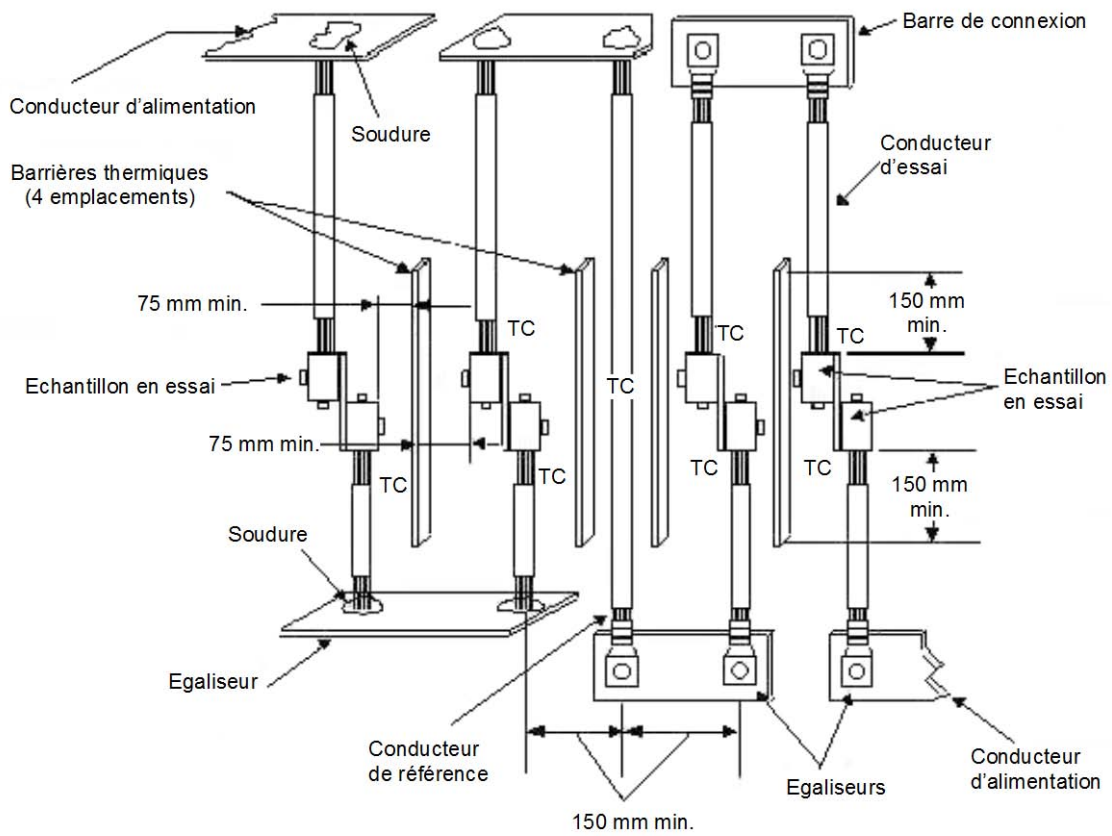 Barre de connexion
Conducteur d'alimentation
Soudure
Conducteur
d'essai
Barrières thermiques
(4 emplacements)
75 mm min.
150 mm
min.
TC
TC
TC
TC
Echantillon en essai
Echantillon
en essai
75 mm min.
TC
TC
TC
TC
150 mm
min.
Soudure
Egaliseur
Conducteur
de référence
Egaliseurs
Conducteur
d'alimentation
150 mm min.